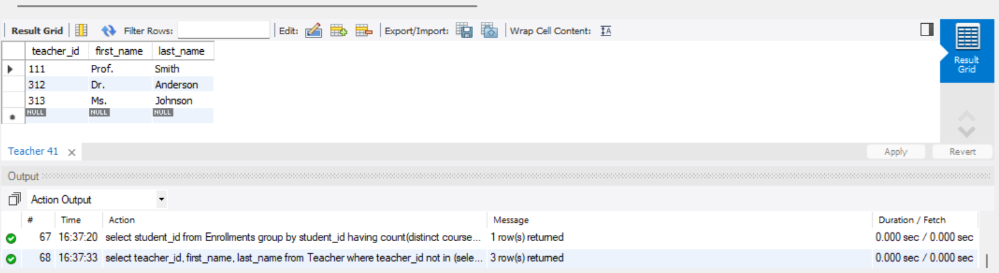 Result Grid Filter Rows: Edit: Export/Import: Wrap Cell Content:
teacher_id first_name last_name
111 Prof. Smith
312 Dr. Anderson
313 Ms. Johnson
NULL NULL NULL
Result
Grid
Teacher 41 Apply Revert
Output
Action Output
# Time Action Message Duration / Fetch
67 16:37:20 select student_id from Enrollments group by student_id having count(distinct course... 1 row(s) returned 0.000 sec / 0.000 sec
68 16:37:33 select teacher_id, first_name, last_name from Teacher where teacher_id not in (sele... 3 row(s) returned 0.000 sec / 0.000 sec